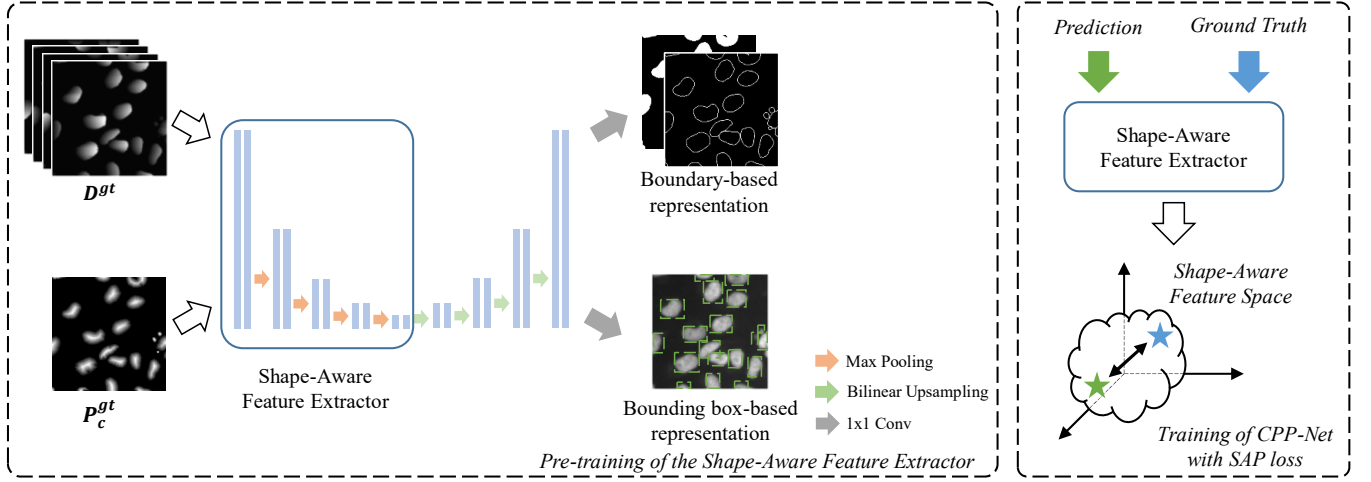 D^gt
P_c^gt
Shape-Aware
Feature Extractor
Boundary-based
representation
Bounding box-based
representation
Max Pooling
Bilinear Upsampling
1x1 Conv
Pre-training of the Shape-Aware Feature Extractor
Prediction
Ground Truth
Shape-Aware
Feature Extractor
Shape-Aware
Feature Space
Training of CPP-Net
with SAP loss